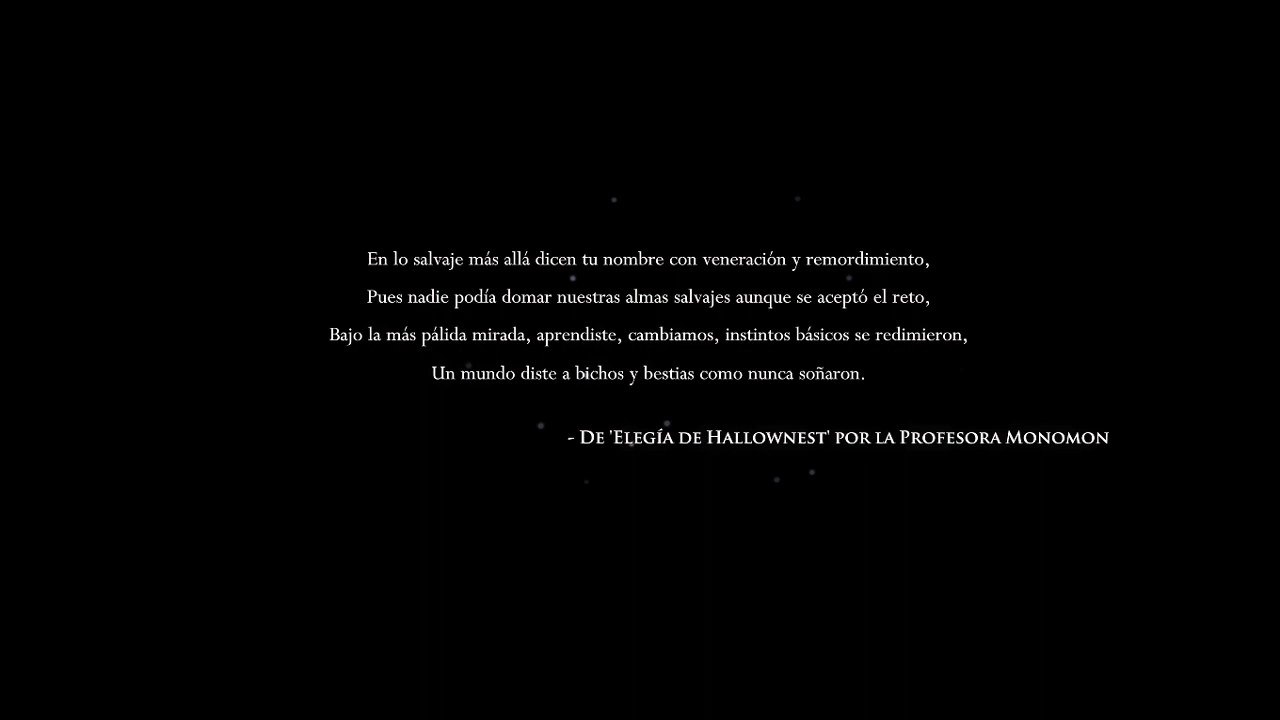 En lo salvaje más allá dicen tu nombre con veneración y remordimiento,
Pues nadie podía domar nuestras almas salvajes aunque se aceptó el reto,
Bajo la más pálida mirada, aprendiste, cambiamos, instintos básicos se redimieron,
Un mundo diste a bichos y bestias como nunca soñaron.
- De 'Elegía de Hallownest' por la Profesora Monomon